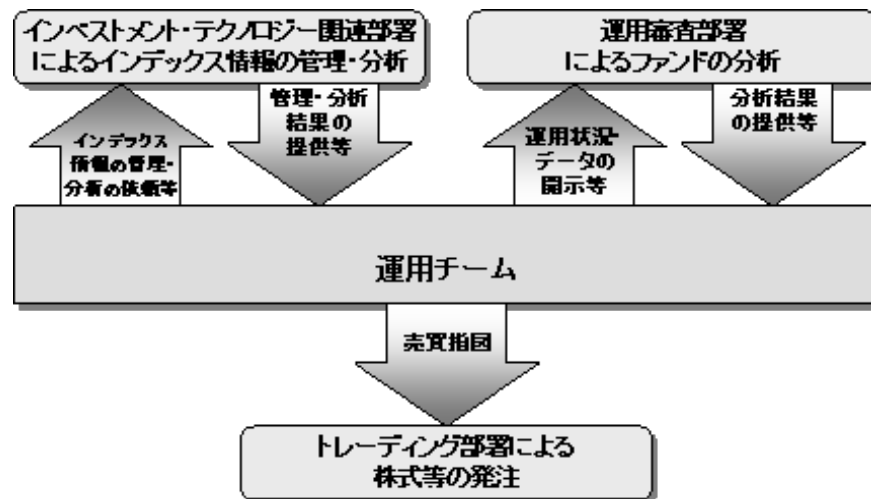 インベストメント・テクノロジー関連部署
によるインデックス情報の管理・分析
運用審査部署
によるファンドの分析
インデックス
情報の管理・
分析の依頼等
管理・分析
結果の
提供等
運用状況・
データの
開示等
分析結果
の提供等
運用チーム
売買指図
トレーディング部署による
株式等の発注